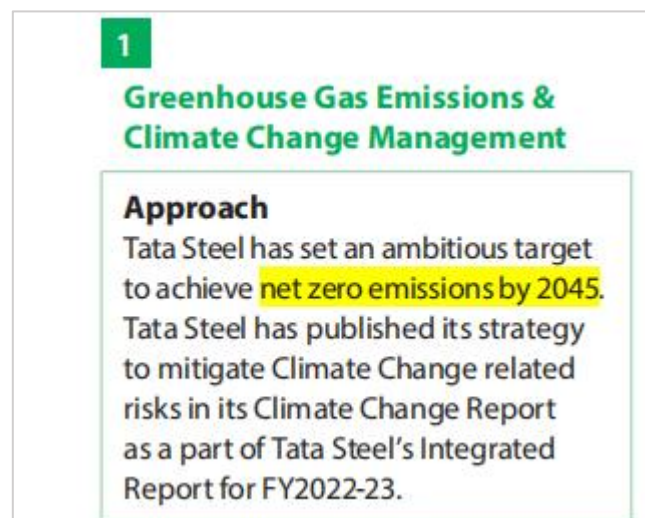 1
Greenhouse Gas Emissions &
Climate Change Management
Approach
Tata Steel has set an ambitious target
to achieve net zero emissions by 2045.
Tata Steel has published its strategy
to mitigate Climate Change related
risks in its Climate Change Report
as a part of Tata Steel's Integrated
Report for FY2022-23.